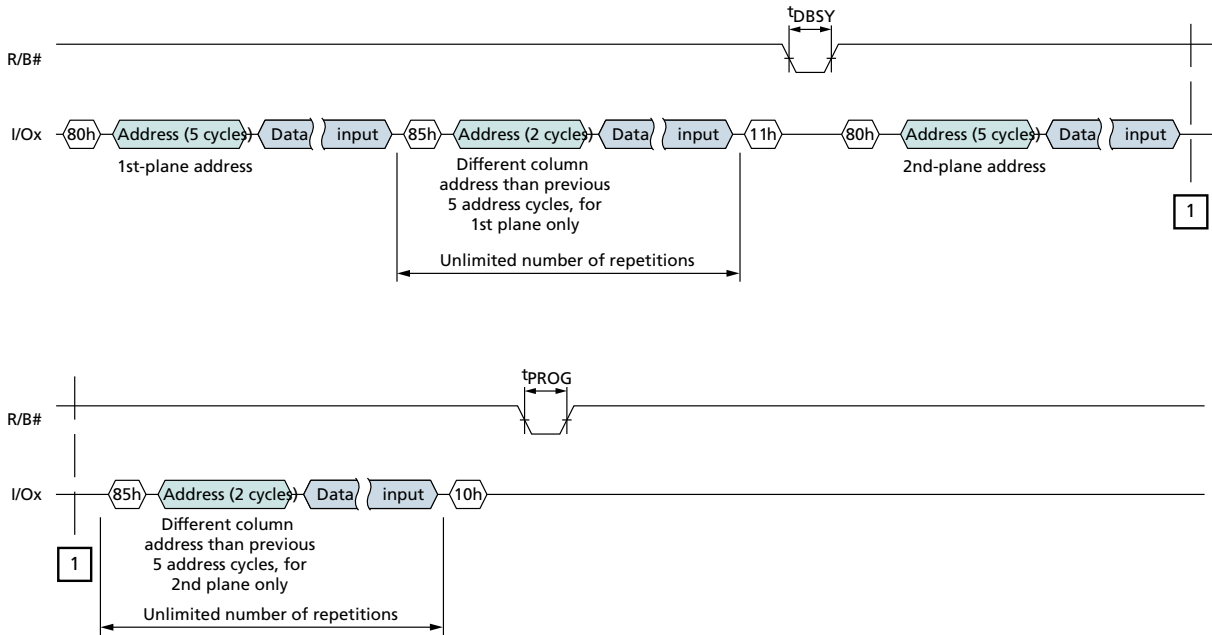 tDBSY
R/B#
I/Ox 80h Address (5 cycles) Data input 85h Address (2 cycles) Data input 11h 80h Address (5 cycles) Data input
1st-plane address
Different column
address than previous
5 address cycles, for
1st plane only
2nd-plane address
1
Unlimited number of repetitions
tPROG
R/B#
I/Ox 85h Address (2 cycles) Data input 10h
Different column
address than previous
5 address cycles, for
2nd plane only
1
Unlimited number of repetitions